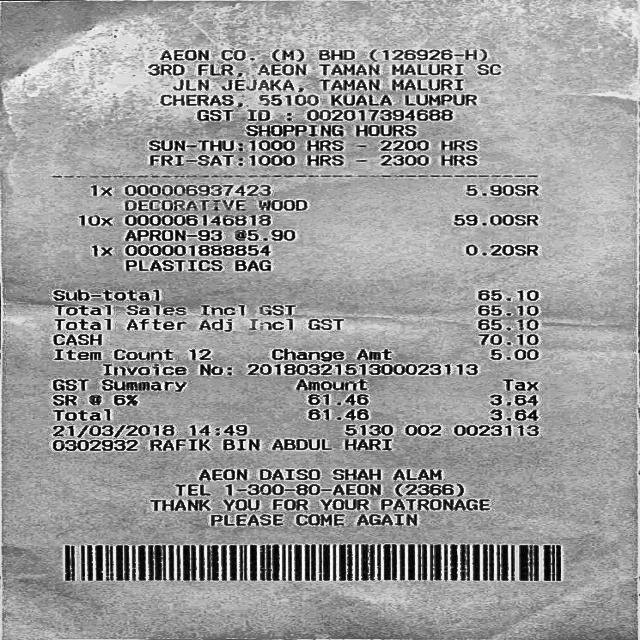 AEON CO. (M) BHD (126926-H)
3RD FLR, AEON TAMAN MALURI SC
JLN JEJAKA, TAMAN MALURI
CHERAS, 55100 KUALA LUMPUR
GST ID : 002017394688
SHOPPING HOURS
SUN-THU:1000 HRS - 2200 HRS
FRI-SAT:1000 HRS - 2300 HRS
1x 000006937423 5.90SR
DECORATIVE WOOD
10x 000006146818 59.00SR
APRON-93 @5.90
1x 000001888854 0.20SR
PLASTICS BAG
Sub-total 65.10
Total Sales Incl GST 65.10
Total After Adj Incl GST 65.10
CASH 70.10
Item Count 12 Change Amt 5.00
Invoice No: 2018032151300023113
GST Summary Amount Tax
SR @ 6% 61.46 3.64
Total 61.46 3.64
21/03/2018 14:49 5130 002 0023113
0302932 RAFIK BIN ABDUL HARI
AEON DAISO SHAH ALAM
TEL 1-300-80-AEON (2366)
THANK YOU FOR YOUR PATRONAGE
PLEASE COME AGAIN